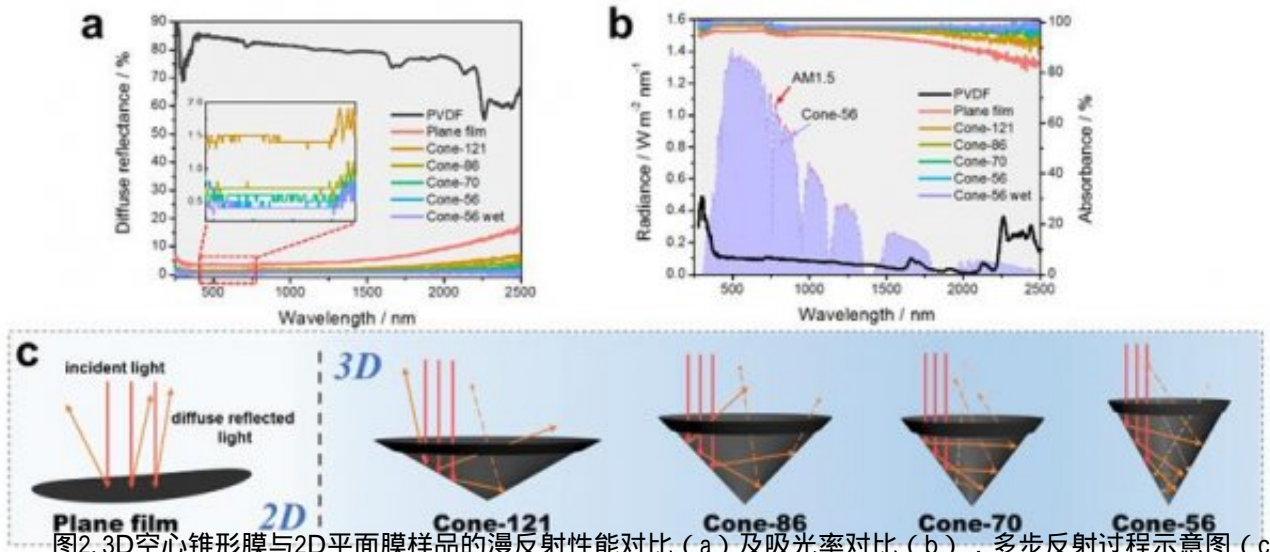 a
90
80
70
60
50
40
30
20
10
0
Diffuse reflectance / %
2.0
1.5
1.0
0.5
PVDF
Plane film
Cone-121
Cone-86
Cone-70
Cone-56
Cone-56 wet
500 1000 1500 2000 2500
Wavelength / nm
b
1.6
1.4
1.2
1.0
0.8
0.6
0.4
0.2
0.0
Radiance / W m⁻² nm⁻¹
AM1.5
Cone-56
PVDF
Plane film
Cone-121
Cone-86
Cone-70
Cone-56
Cone-56 wet
100
80
60
40
20
0
Absorbance / %
500 1000 1500 2000 2500
Wavelength / nm
c
incident light
diffuse reflected
light
Plane film
2D
3D
Cone-121
Cone-86
Cone-70
Cone-56
图2. 3D空心锥形膜与2D平面膜样品的漫反射性能对比（a）及吸光率对比（b），多步反射过程示意图（c